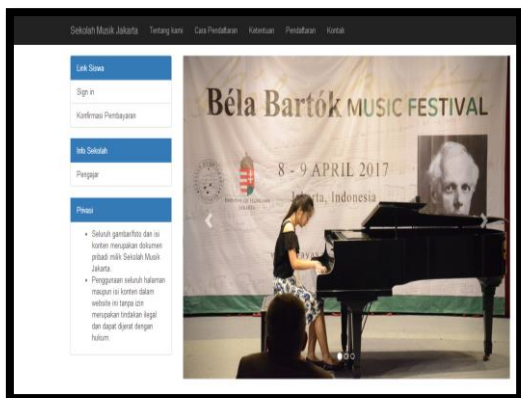 Sekolah Musik Jakarta Tentang kami Cara Pendaftaran Ketentuan Pendaftaran Kontak
Link Siswa
Sign in
Konfirmasi Pembayaran
Info Sekolah
Pengajar
Privasi
Seluruh gambar/foto dan isi
konten merupakan dokumen
pribadi milik Sekolah Musik
Jakarta.
Penggunaan seluruh halaman
maupun isi konten dalam
website ini tanpa izin
merupakan tindakan ilegal
dan dapat dijerat dengan
hukum.
Béla Bartók MUSIC FESTIVAL
8 - 9 APRIL 2017
Jakarta, Indonesia